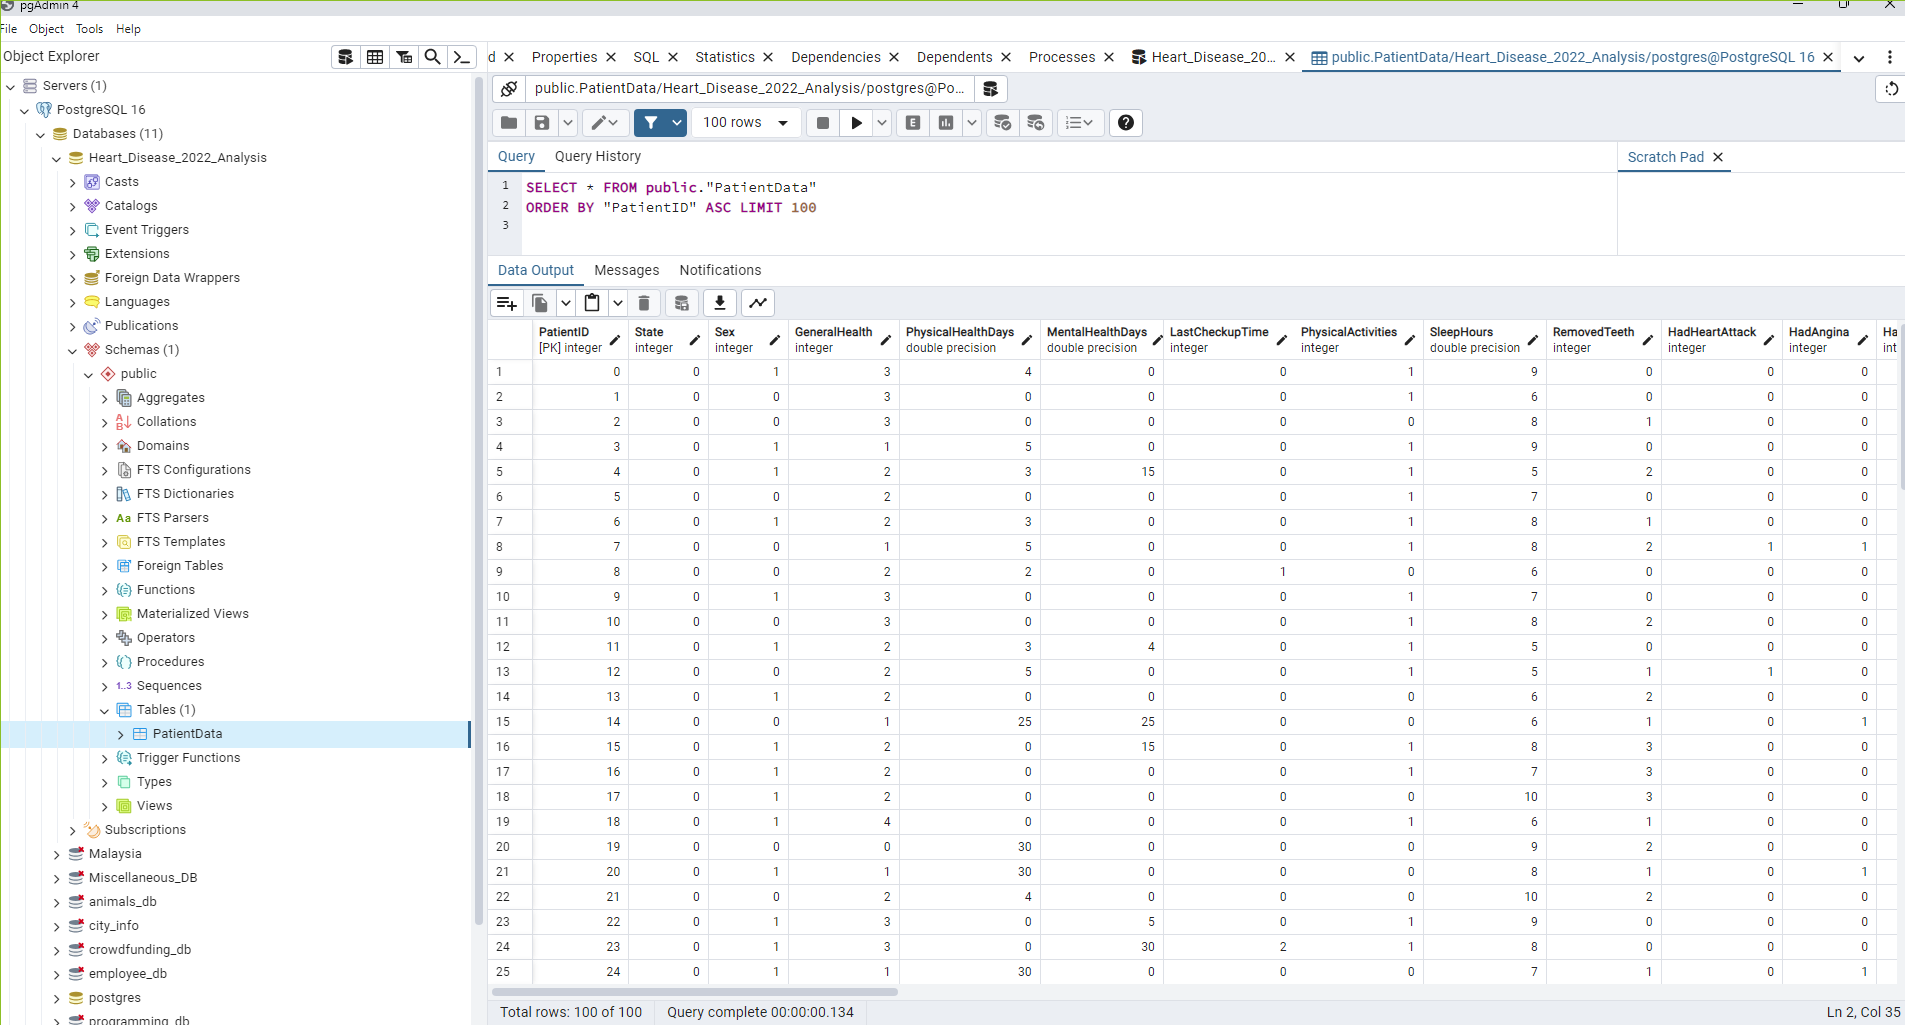 pgAdmin 4
File Object Tools Help
Object Explorer
Servers (1)
PostgreSQL 16
Databases (11)
Heart_Disease_2022_Analysis
Casts
Catalogs
Event Triggers
Extensions
Foreign Data Wrappers
Languages
Publications
Schemas (1)
public
Aggregates
Collations
Domains
FTS Configurations
FTS Dictionaries
Aa FTS Parsers
FTS Templates
Foreign Tables
Functions
Materialized Views
Operators
Procedures
1..3 Sequences
Tables (1)
PatientData
Trigger Functions
Types
Views
Subscriptions
Malaysia
Miscellaneous_DB
animals_db
city_info
crowdfunding_db
employee_db
postgres
programming_db
d Properties SQL Statistics Dependencies Dependents Processes Heart_Disease_20... public.PatientData/Heart_Disease_2022_Analysis/postgres@PostgreSQL 16
public.PatientData/Heart_Disease_2022_Analysis/postgres@Po...
100 rows E
Query Query History
Scratch Pad
1 SELECT * FROM public."PatientData"
2 ORDER BY "PatientID" ASC LIMIT 100
3
Data Output Messages Notifications
PatientID State Sex GeneralHealth PhysicalHealthDays MentalHealthDays LastCheckupTime PhysicalActivities SleepHours RemovedTeeth HadHeartAttack HadAngina Ha
[PK] integer integer integer integer double precision double precision integer integer double precision integer integer integer int
1 0 0 1 3 4 0 0 1 9 0 0 0
2 1 0 0 3 0 0 0 1 6 0 0 0
3 2 0 0 3 0 0 0 0 8 1 0 0
4 3 0 1 1 5 0 0 1 9 0 0 0
5 4 0 1 2 3 15 0 1 5 2 0 0
6 5 0 0 2 0 0 0 1 7 0 0 0
7 6 0 1 2 3 0 0 1 8 1 0 0
8 7 0 0 1 5 0 0 1 8 2 1 1
9 8 0 0 2 2 0 1 0 6 0 0 0
10 9 0 1 3 0 0 0 1 7 0 0 0
11 10 0 0 3 0 0 0 1 8 2 0 0
12 11 0 1 2 3 4 0 1 5 0 0 0
13 12 0 0 2 5 0 0 1 5 1 1 0
14 13 0 1 2 0 0 0 0 6 2 0 0
15 14 0 0 1 25 25 0 0 6 1 0 1
16 15 0 1 2 0 15 0 1 8 3 0 0
17 16 0 1 2 0 0 0 1 7 3 0 0
18 17 0 1 2 0 0 0 0 10 3 0 0
19 18 0 1 4 0 0 0 1 6 1 0 0
20 19 0 0 0 30 0 0 0 9 2 0 0
21 20 0 1 1 30 0 0 0 8 1 0 1
22 21 0 0 2 4 0 0 0 10 2 0 0
23 22 0 1 3 0 5 0 1 9 0 0 0
24 23 0 1 3 0 30 2 1 8 0 0 0
25 24 0 1 1 30 0 0 0 7 1 0 1
Total rows: 100 of 100 Query complete 00:00:00.134 Ln 2, Col 35